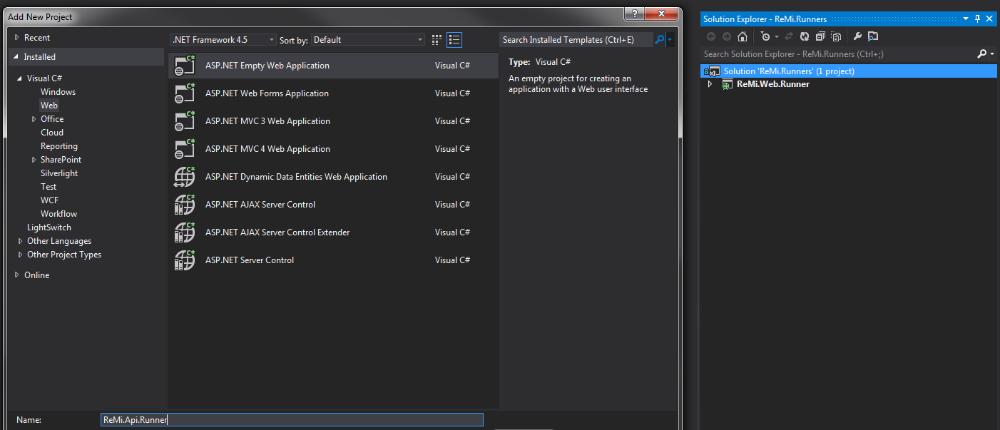 Add New Project
?
Recent
Installed
Visual C#
Windows
Web
Office
Cloud
Reporting
SharePoint
Silverlight
Test
WCF
Workflow
LightSwitch
Other Languages
Other Project Types
Online
.NET Framework 4.5
Sort by: Default
ASP.NET Empty Web Application Visual C#
ASP.NET Web Forms Application Visual C#
ASP.NET MVC 3 Web Application Visual C#
ASP.NET MVC 4 Web Application Visual C#
ASP.NET Dynamic Data Entities Web Application Visual C#
ASP.NET AJAX Server Control Visual C#
ASP.NET AJAX Server Control Extender Visual C#
ASP.NET Server Control Visual C#
Search Installed Templates (Ctrl+E)
Type: Visual C#
An empty project for creating an
application with a Web user interface
Name: ReMi.Api.Runner
Solution Explorer - ReMi.Runners
Search Solution Explorer - ReMi.Runners (Ctrl+;)
Solution 'ReMi.Runners' (1 project)
ReMi.Web.Runner